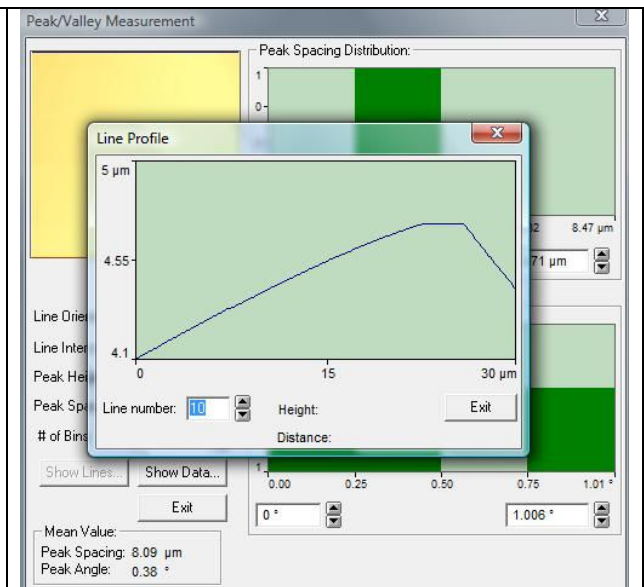 Peak/Valley Measurement
Peak Spacing Distribution:
1
0-
Line Profile
5 µm
4.55
4.1
0 15 30 µm
Line number: 10
Height:
Distance:
Exit
8.47 µm
71 µm
Line Orie
Line Inter
Peak Hei
Peak Spa
# of Bins
Show Lines... Show Data...
Exit
1
0.00 0.25 0.50 0.75 1.01 °
0 ° 1.006 °
Mean Value:
Peak Spacing: 8.09 µm
Peak Angle: 0.38 °